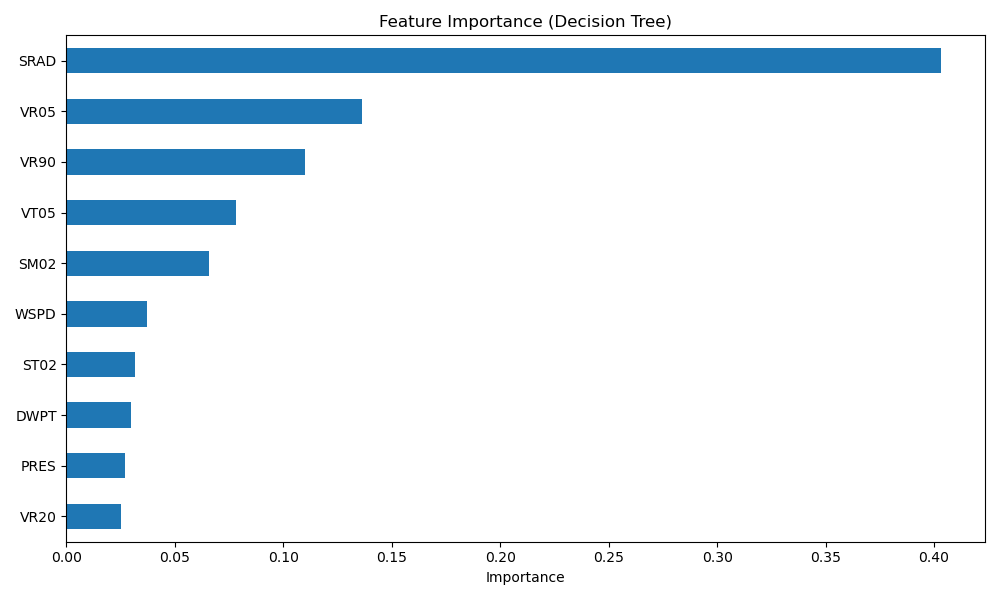 Feature Importance (Decision Tree)
SRAD
VR05
VR90
VT05
SM02
WSPD
ST02
DWPT
PRES
VR20
0.00 0.05 0.10 0.15 0.20 0.25 0.30 0.35 0.40
Importance